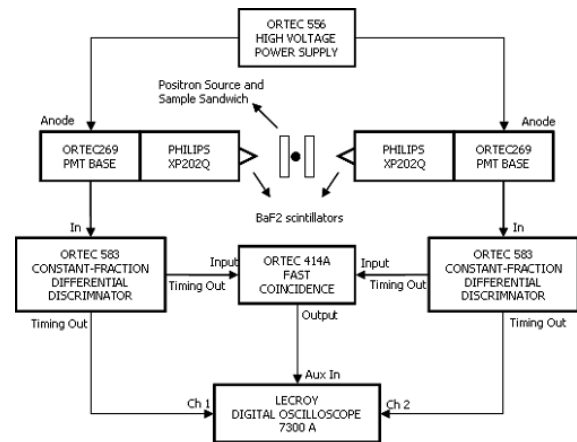 ORTEC 556
HIGH VOLTAGE
POWER SUPPLY
Positron Source and
Sample Sandwich
Anode
Anode
ORTEC269
PMT BASE
PHILIPS
XP202Q
PHILIPS
XP202Q
ORTEC269
PMT BASE
BaF2 scintillators
In
In
ORTEC 583
CONSTANT-FRACTION
DIFFERENTIAL
DISCRIMNATOR
Input
Timing Out
ORTEC 414A
FAST
COINCIDENCE
Input
Timing Out
ORTEC 583
CONSTANT-FRACTION
DIFFERENTIAL
DISCRIMNATOR
Timing Out
Output
Timing Out
Aux In
Ch 1
LECROY
DIGITAL OSCILLOSCOPE
7300 A
Ch 2